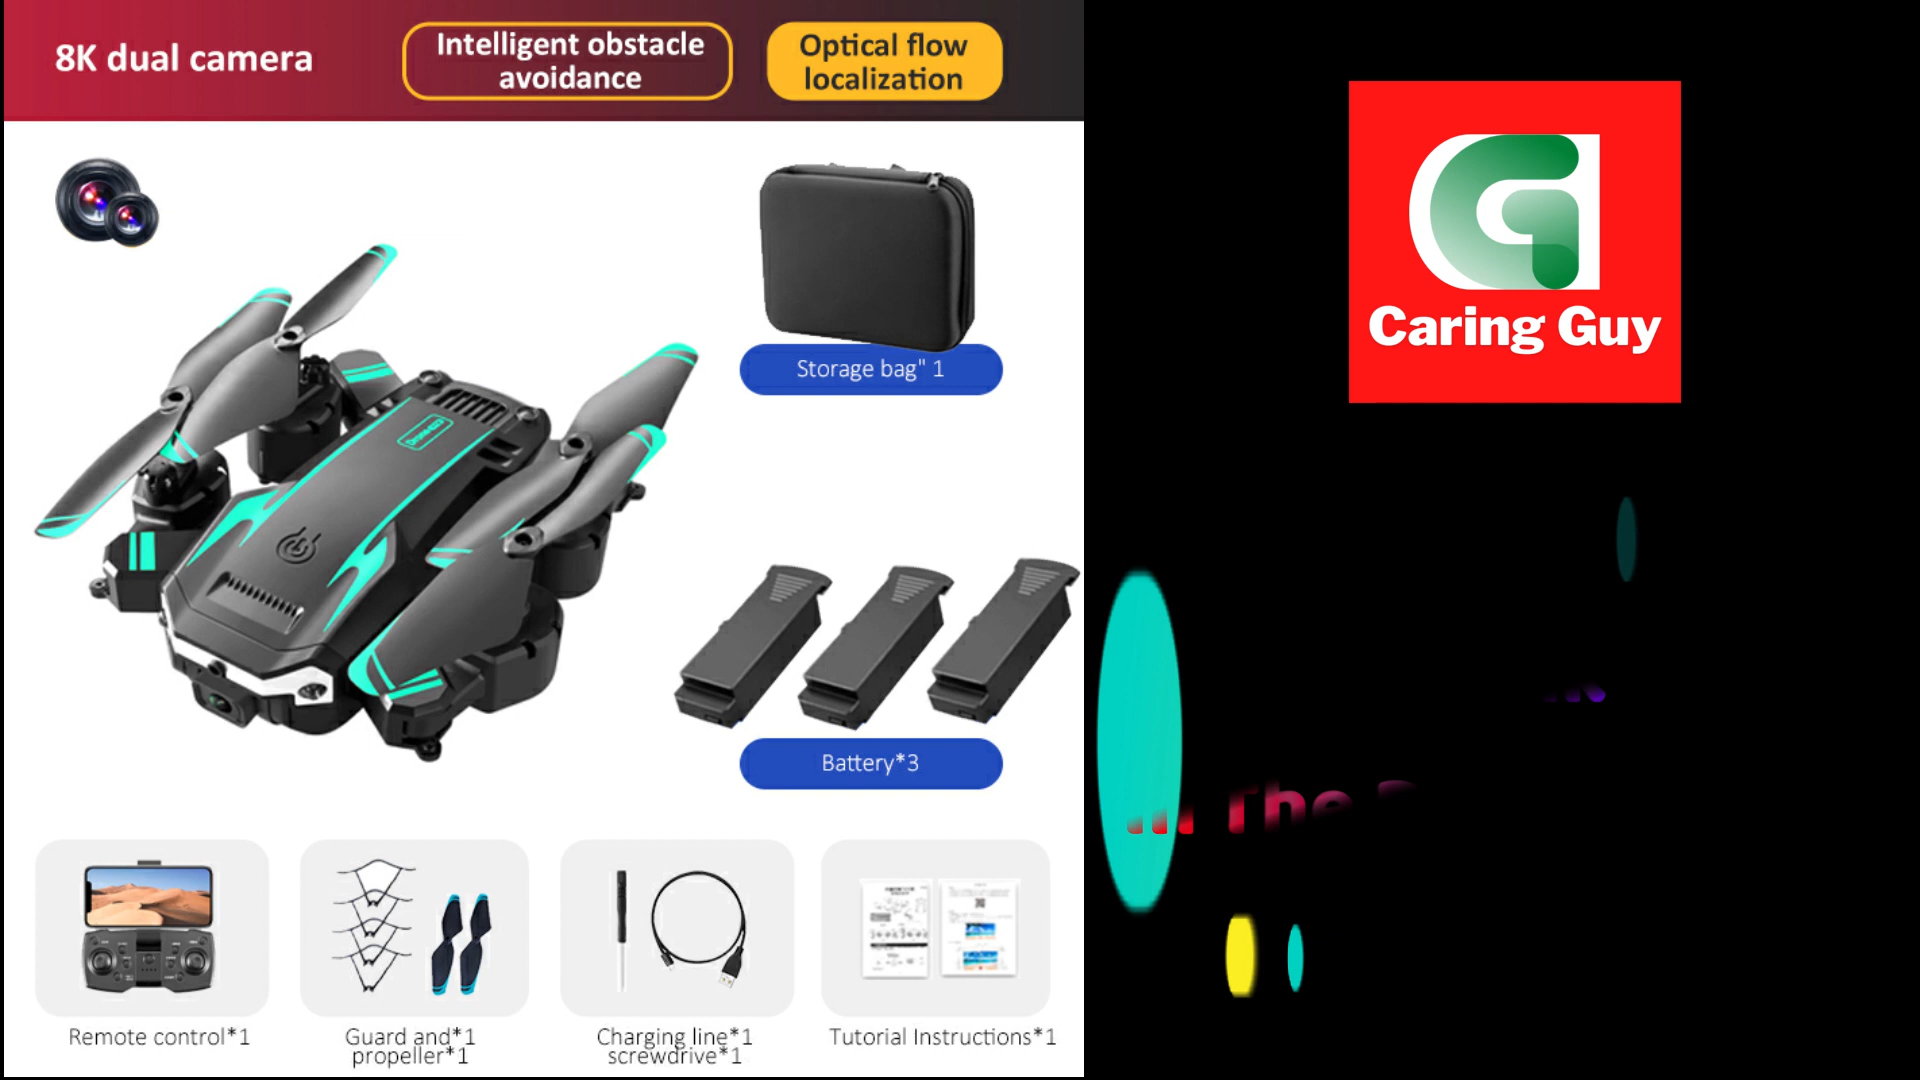 8K dual camera
Intelligent obstacle
avoidance
Optical flow
localization
Storage bag" 1
Battery*3
Remote control*1
Guard and*1
propeller*1
Charging line*1
screwdrive*1
Tutorial Instructions*1
Caring Guy
The